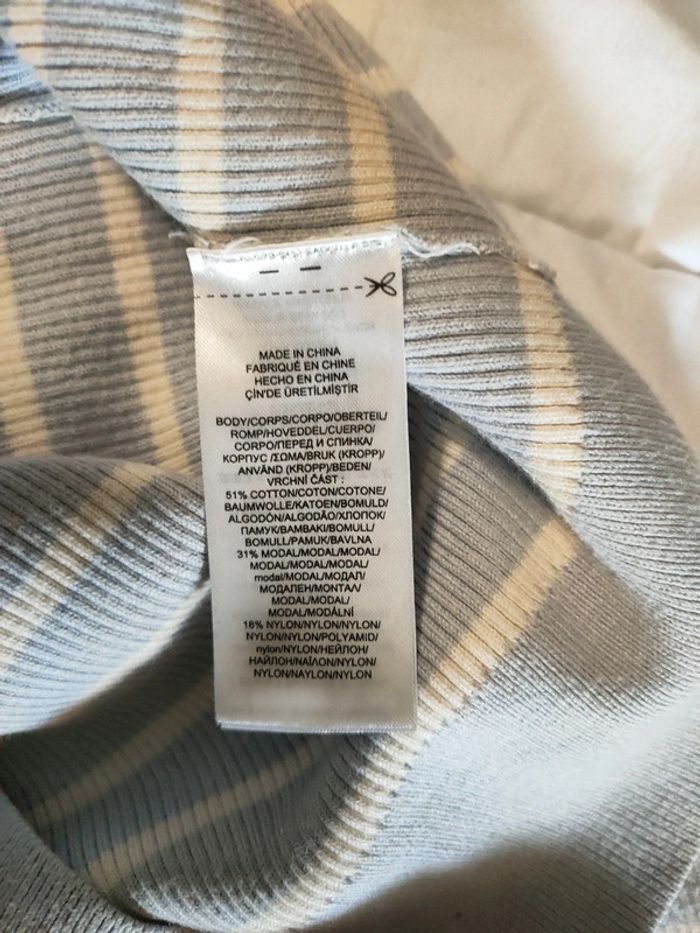 MADE IN CHINA
FABRIQUÉ EN CHINE
HECHO EN CHINA
ÇİN'DE ÜRETİLMİŞTİR
BODY/CORPS/CORPO/OBERTEIL/
ROMP/HOVEDDEL/CUERPO/
CORPO/ПЕРЕД И СПИНКА/
КОРПУС /ΣΩΜΑ/BRUK (KROPP)/
ANVÄND (KROPP)/BEDEN/
VRCHNÍ ČÁST :
51% COTTON/COTON/COTONE/
BAUMWOLLE/KATOEN/BOMULD/
ALGODÓN/ALGODÃO/ХЛОПОК/
ПАМУК/BAMBAKI/BOMULL/
BOMULL/PAMUK/BAVLNA
31% MODAL/MODAL/MODAL/
MODAL/MODAL/MODAL/
modal/MODAL/МОДАЛ/
МОДАЛЕН/MONTAΛ/
MODAL/MODAL/
MODAL/MODÁLNÍ
18% NYLON/NYLON/NYLON/
NYLON/NYLON/POLYAMID/
nylon/NYLON/НЕЙЛОН/
НАЙЛОН/ΝΑΪΛΟΝ/NYLON/
NYLON/NAYLON/NYLON